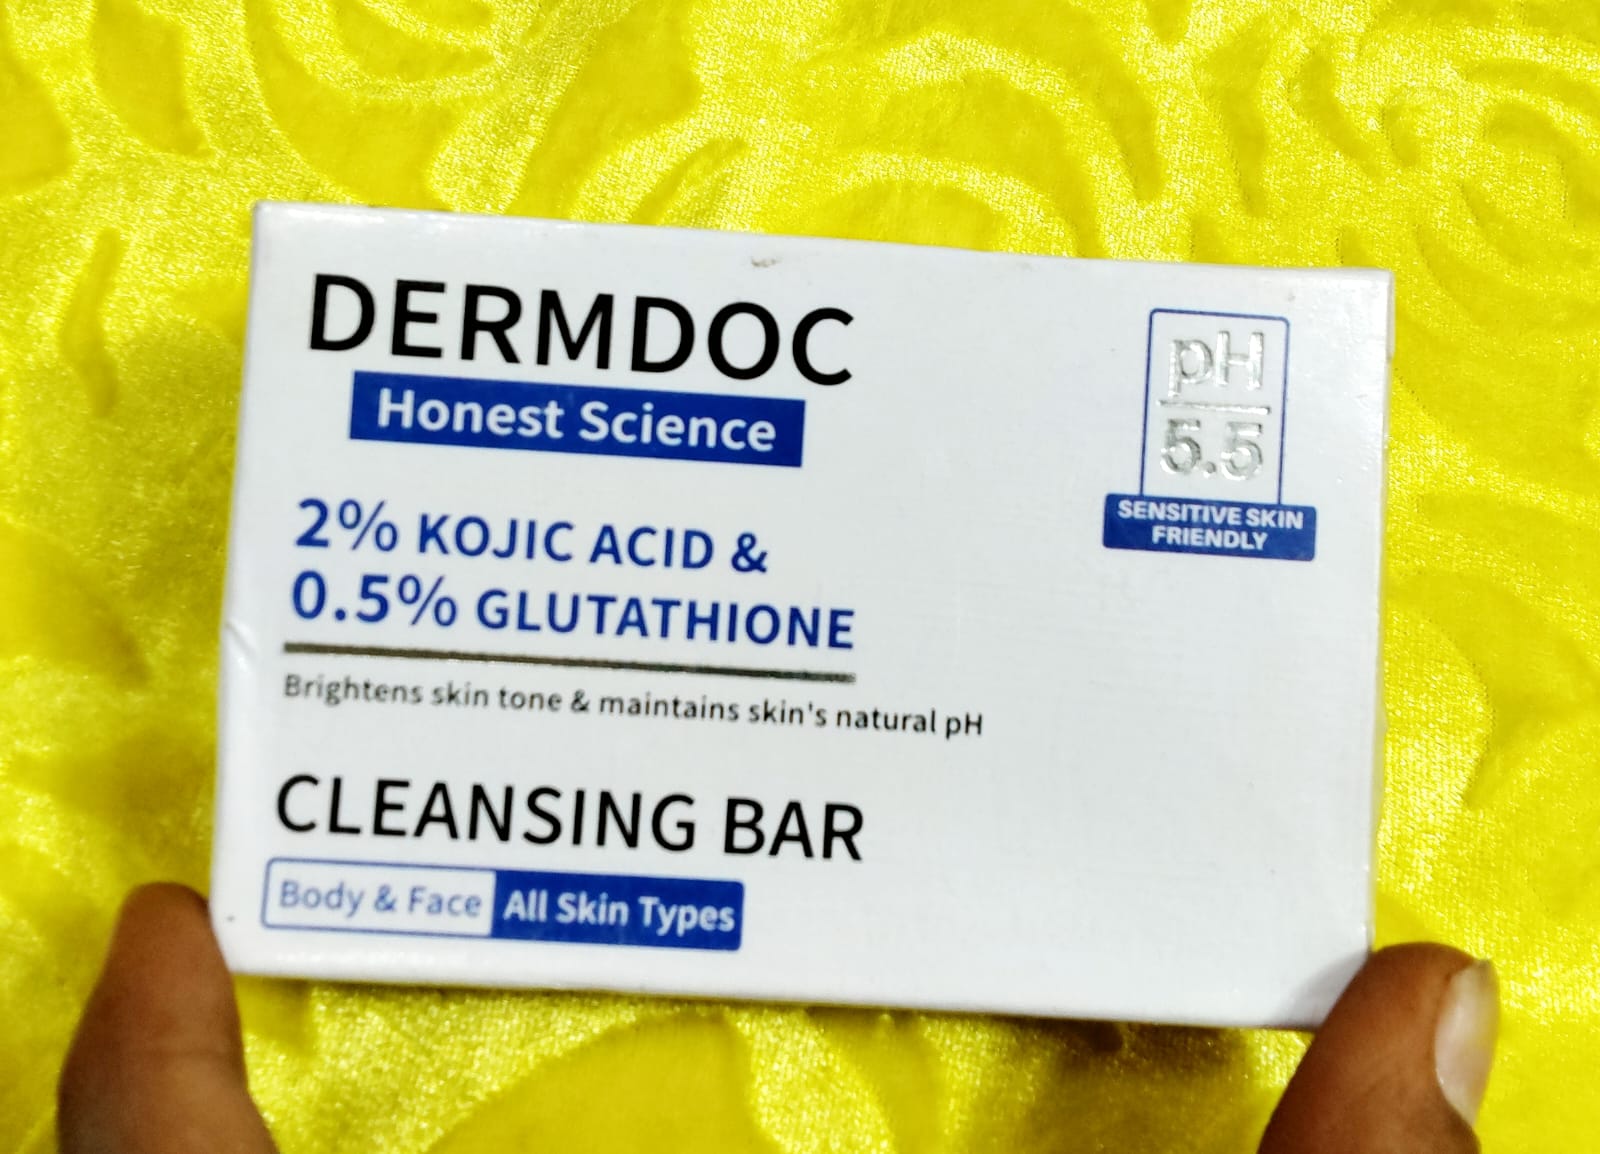 DERMDOC
Honest Science
2% KOJIC ACID &
0.5% GLUTATHIONE
Brightens skin tone & maintains skin's natural pH
CLEANSING BAR
Body & Face All Skin Types
pH
5.5
SENSITIVE SKIN
FRIENDLY